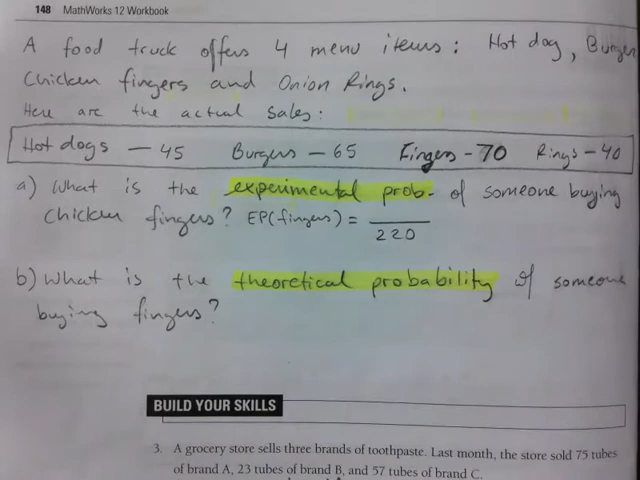 148 MathWorks 12 Workbook
A food truck offers 4 menu items: Hot dog, Burger
Chicken fingers and Onion Rings.
Here are the actual sales:
Hot dogs - 45 Burgers - 65 Fingers - 70 Rings - 40
a) What is the experimental prob. of someone buying
chicken fingers? EP(fingers) = ___
220
b) What is the theoretical probability of someone
buying fingers?
BUILD YOUR SKILLS
3. A grocery store sells three brands of toothpaste. Last month, the store sold 75 tubes
of brand A, 23 tubes of brand B, and 57 tubes of brand C.